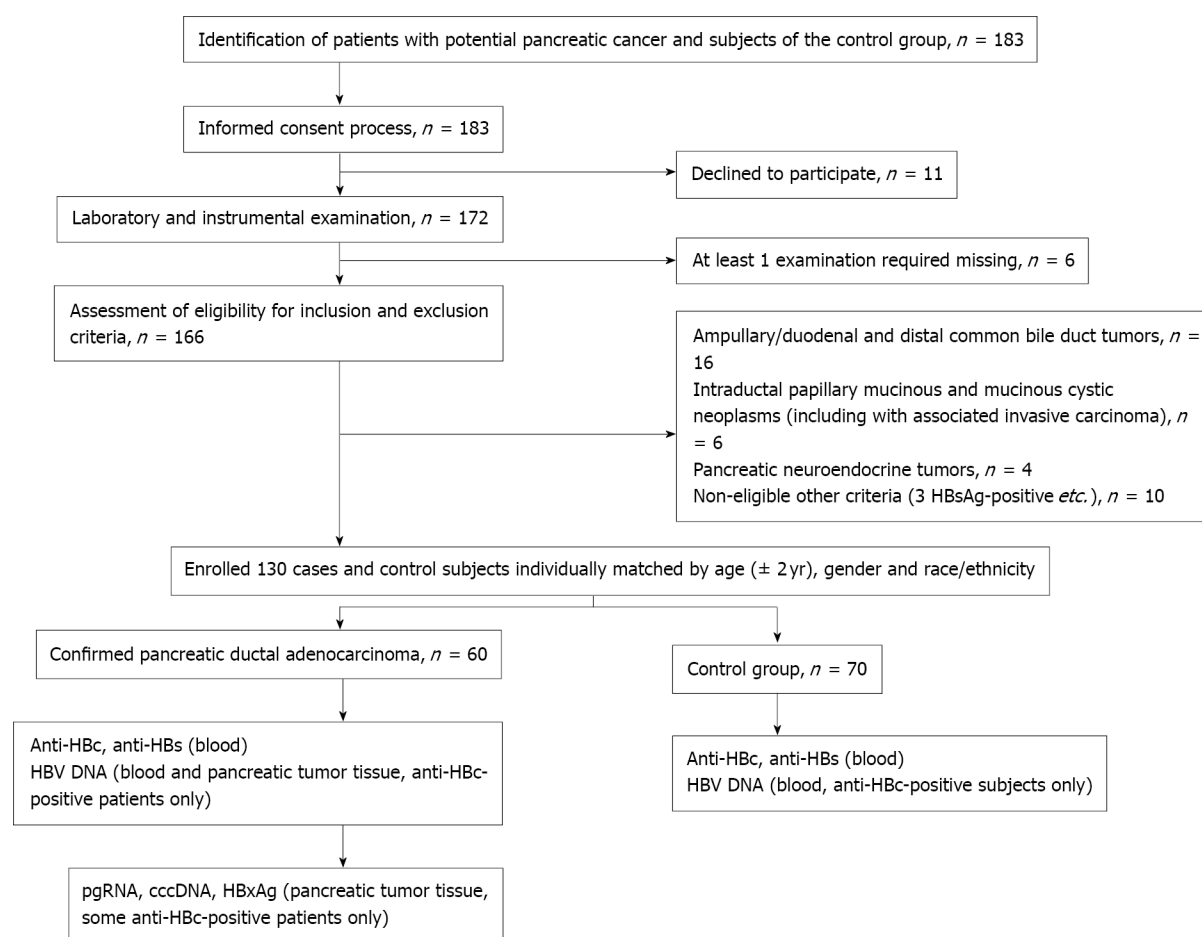 Identification of patients with potential pancreatic cancer and subjects of the control group, n = 183
Informed consent process, n = 183
Declined to participate, n = 11
Laboratory and instrumental examination, n = 172
At least 1 examination required missing, n = 6
Assessment of eligibility for inclusion and exclusion
criteria, n = 166
Ampullary/duodenal and distal common bile duct tumors, n =
16
Intraductal papillary mucinous and mucinous cystic
neoplasms (including with associated invasive carcinoma), n
= 6
Pancreatic neuroendocrine tumors, n = 4
Non-eligible other criteria (3 HBsAg-positive etc.), n = 10
Enrolled 130 cases and control subjects individually matched by age (± 2 yr), gender and race/ethnicity
Confirmed pancreatic ductal adenocarcinoma, n = 60
Control group, n = 70
Anti-HBc, anti-HBs (blood)
HBV DNA (blood and pancreatic tumor tissue, anti-HBc-
positive patients only)
Anti-HBc, anti-HBs (blood)
HBV DNA (blood, anti-HBc-positive subjects only)
pgRNA, cccDNA, HBxAg (pancreatic tumor tissue,
some anti-HBc-positive patients only)